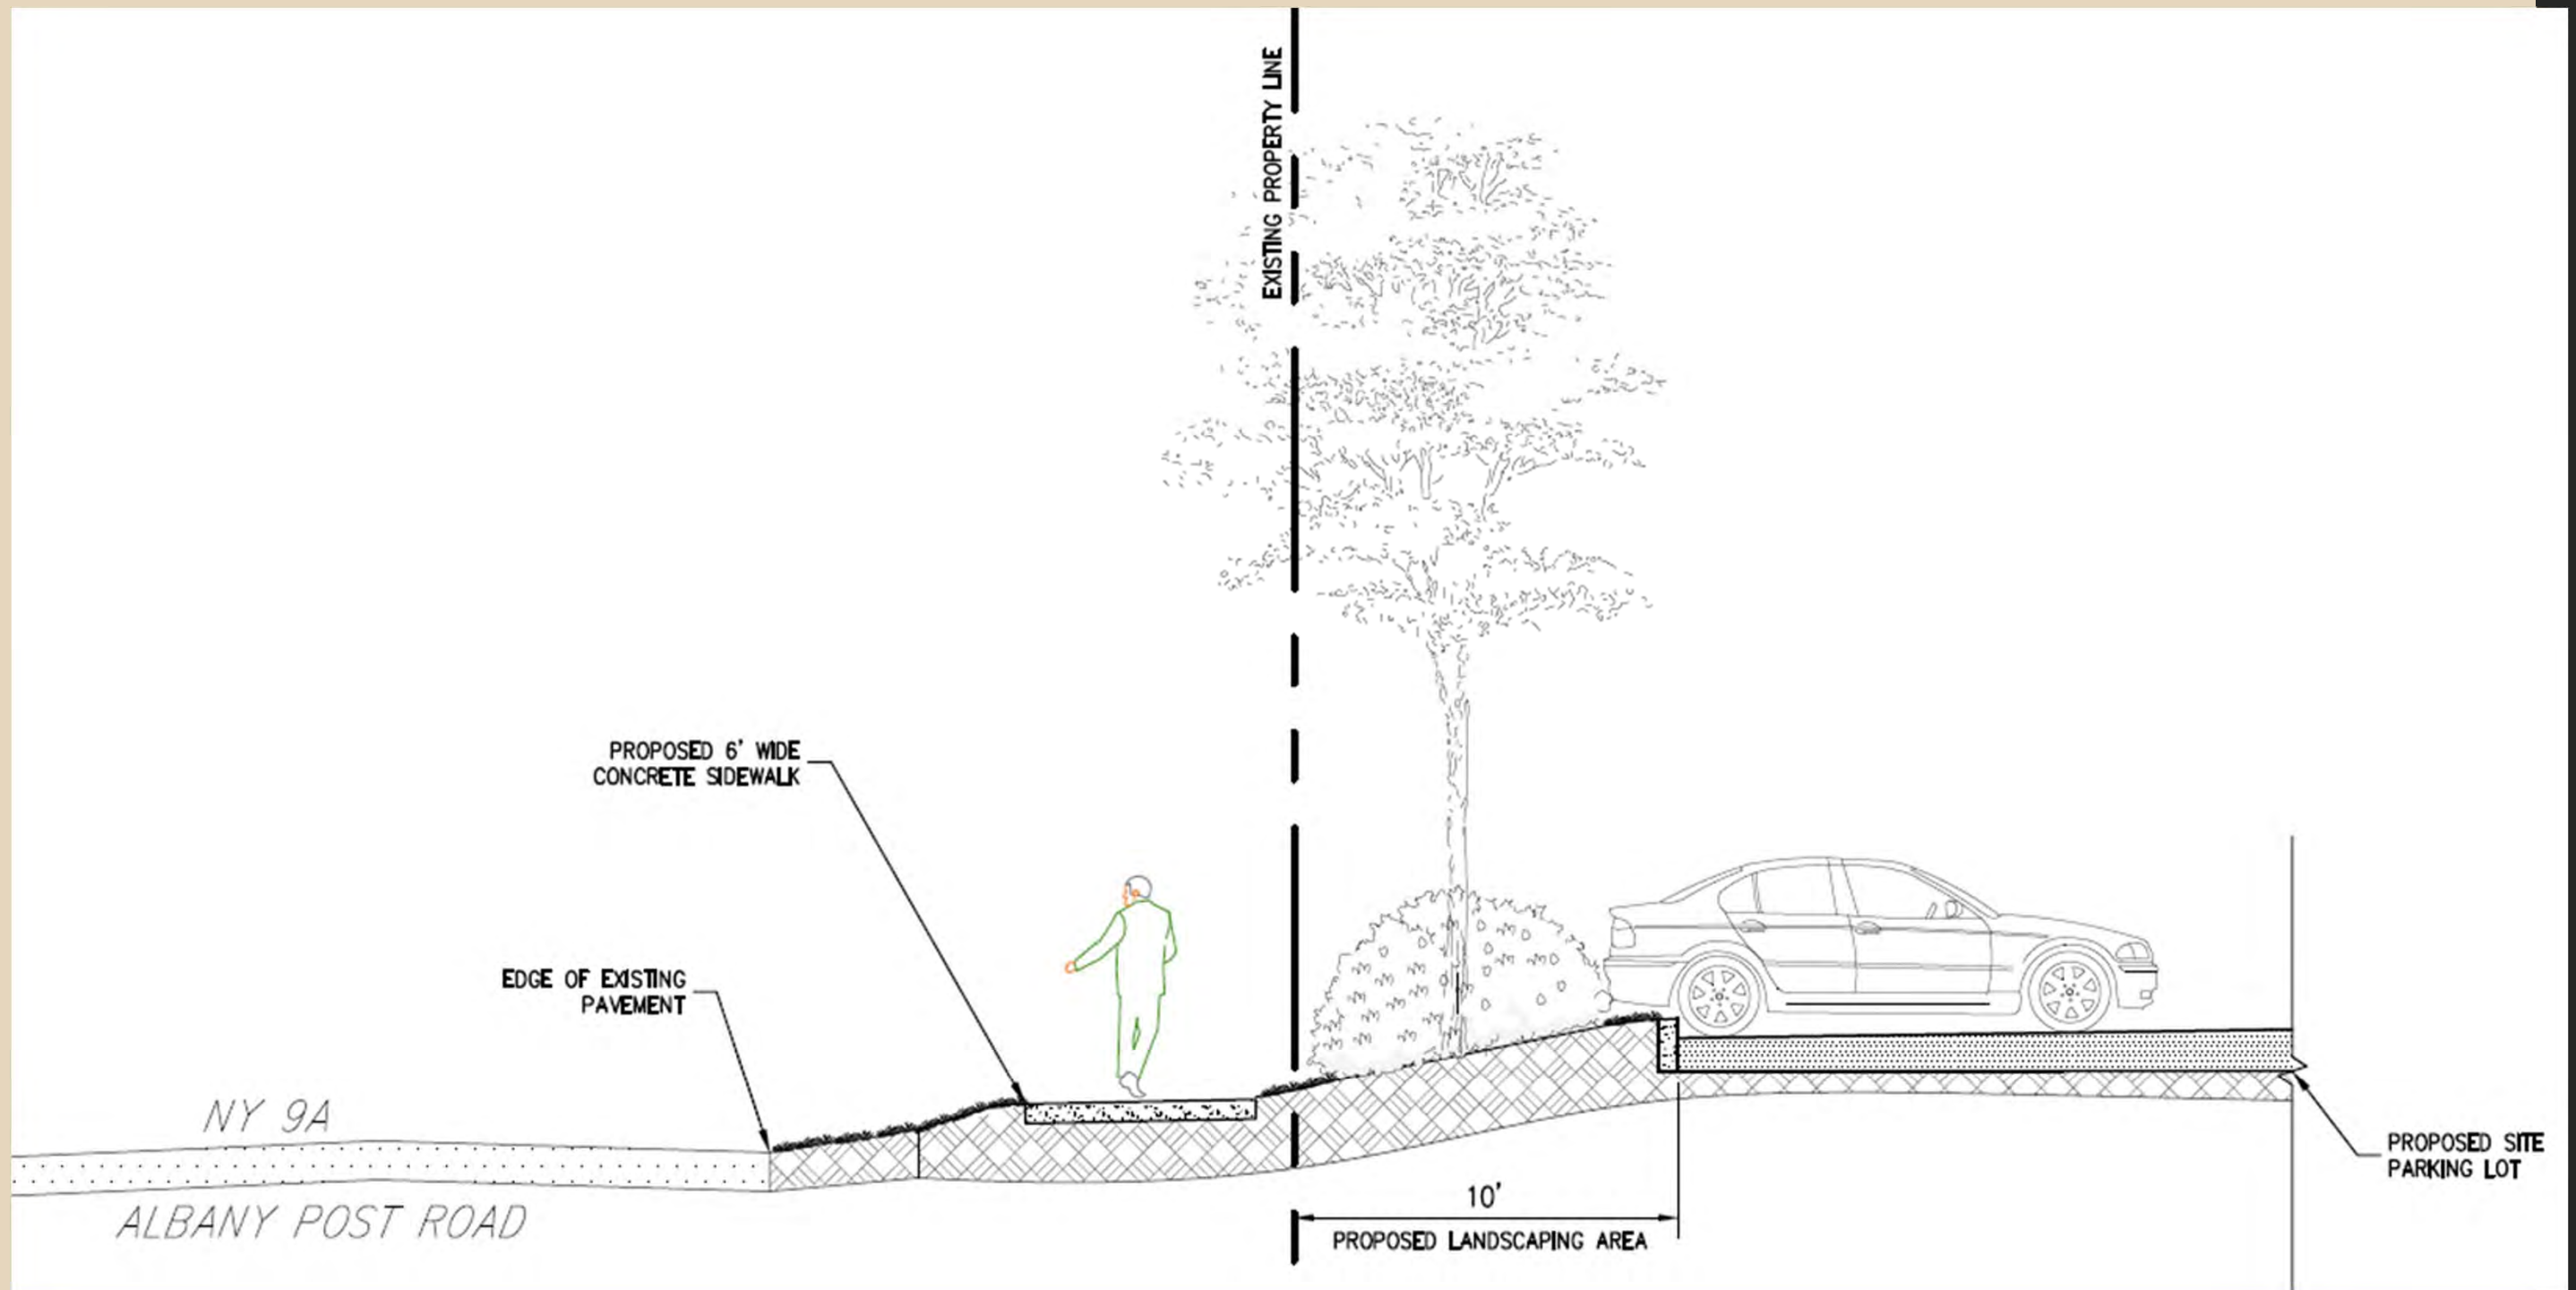 EXISTING PROPERTY LINE
PROPOSED 6' WIDE
CONCRETE SIDEWALK
EDGE OF EXISTING
PAVEMENT
NY 9A
ALBANY POST ROAD
10'
PROPOSED LANDSCAPING AREA
PROPOSED SITE
PARKING LOT